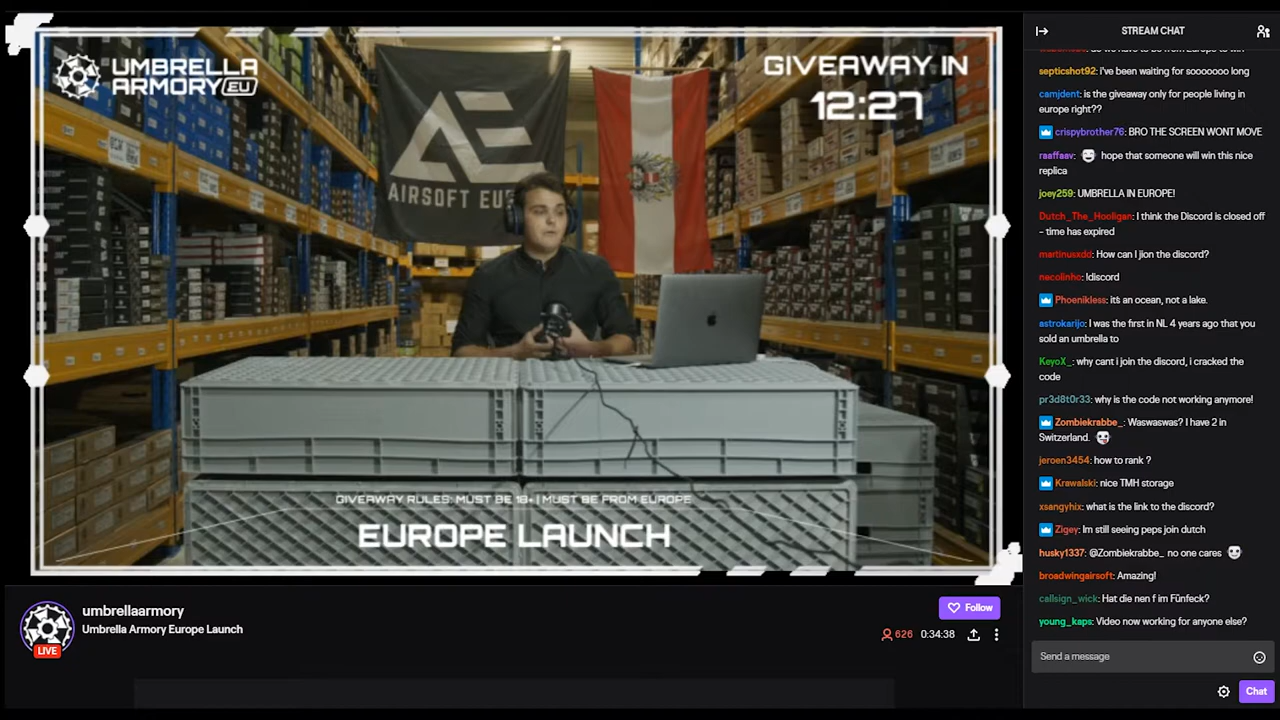 UMBRELLA
ARMORY EU
AIRSOFT EU
GIVEAWAY IN
12:27
GIVEAWAY RULES: MUST BE 18+ | MUST BE FROM EUROPE
EUROPE LAUNCH
umbrellaarmory
Umbrella Armory Europe Launch
LIVE
Follow
626 0:34:38
STREAM CHAT
septicshot92: i've been waiting for sooooooo long
camjdent: is the giveaway only for people living in
europe right??
crispybrother76: BRO THE SCREEN WONT MOVE
raaffaav: hope that someone will win this nice
replica
joey259: UMBRELLA IN EUROPE!
Dutch_The_Hooligan: I think the Discord is closed off
- time has expired
martinusxdd: How can I jion the discord?
necolinho: !discord
Phoenikless: its an ocean, not a lake.
astrokarijo: I was the first in NL 4 years ago that you
sold an umbrella to
KeyoX_: why cant i join the discord, i cracked the
code
pr3d8t0r33: why is the code not working anymore!
Zombiekrabbe_: Waswaswas? I have 2 in
Switzerland.
jeroen3454: how to rank ?
Krawalski: nice TMH storage
xsangyhix: what is the link to the discord?
Zigey: Im still seeing peps join dutch
husky1337: @Zombiekrabbe_ no one cares
broadwingairsoft: Amazing!
callsign_wick: Hat die nen f im Fünfeck?
young_kaps: Video now working for anyone else?
Send a message
Chat